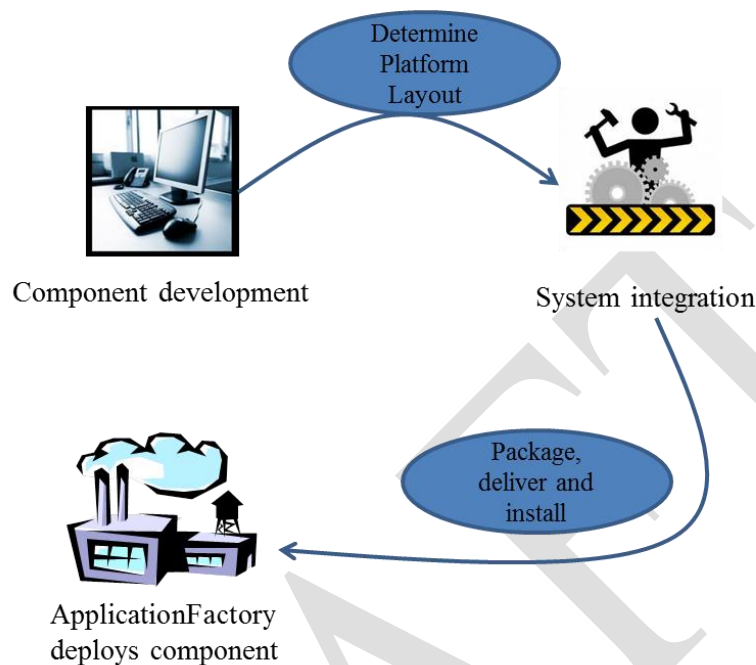 Determine
Platform
Layout
Component development
System integration
Package,
deliver and
install
ApplicationFactory
deploys component